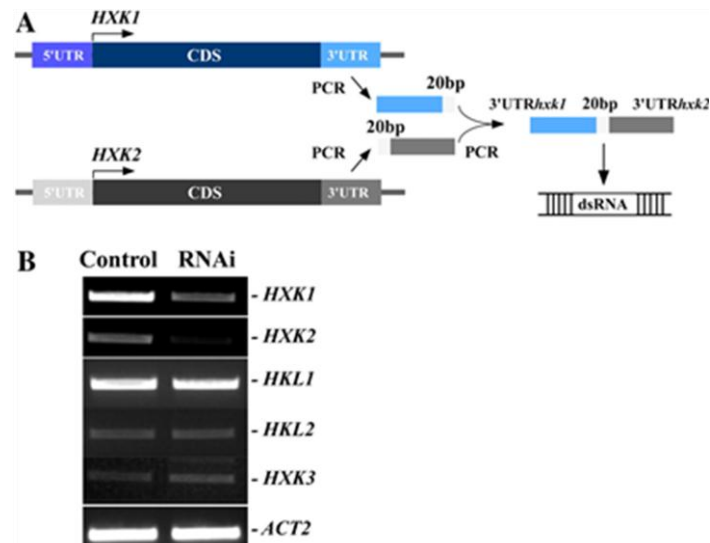 A
HXK1
5'UTR CDS 3'UTR
PCR
20bp
20bp
PCR
PCR
3'UTRhxk1 20bp 3'UTRhxk2
HXK2
5'UTR CDS 3'UTR
dsRNA
B
Control RNAi
- HXK1
- HXK2
- HKL1
- HKL2
- HXK3
- ACT2